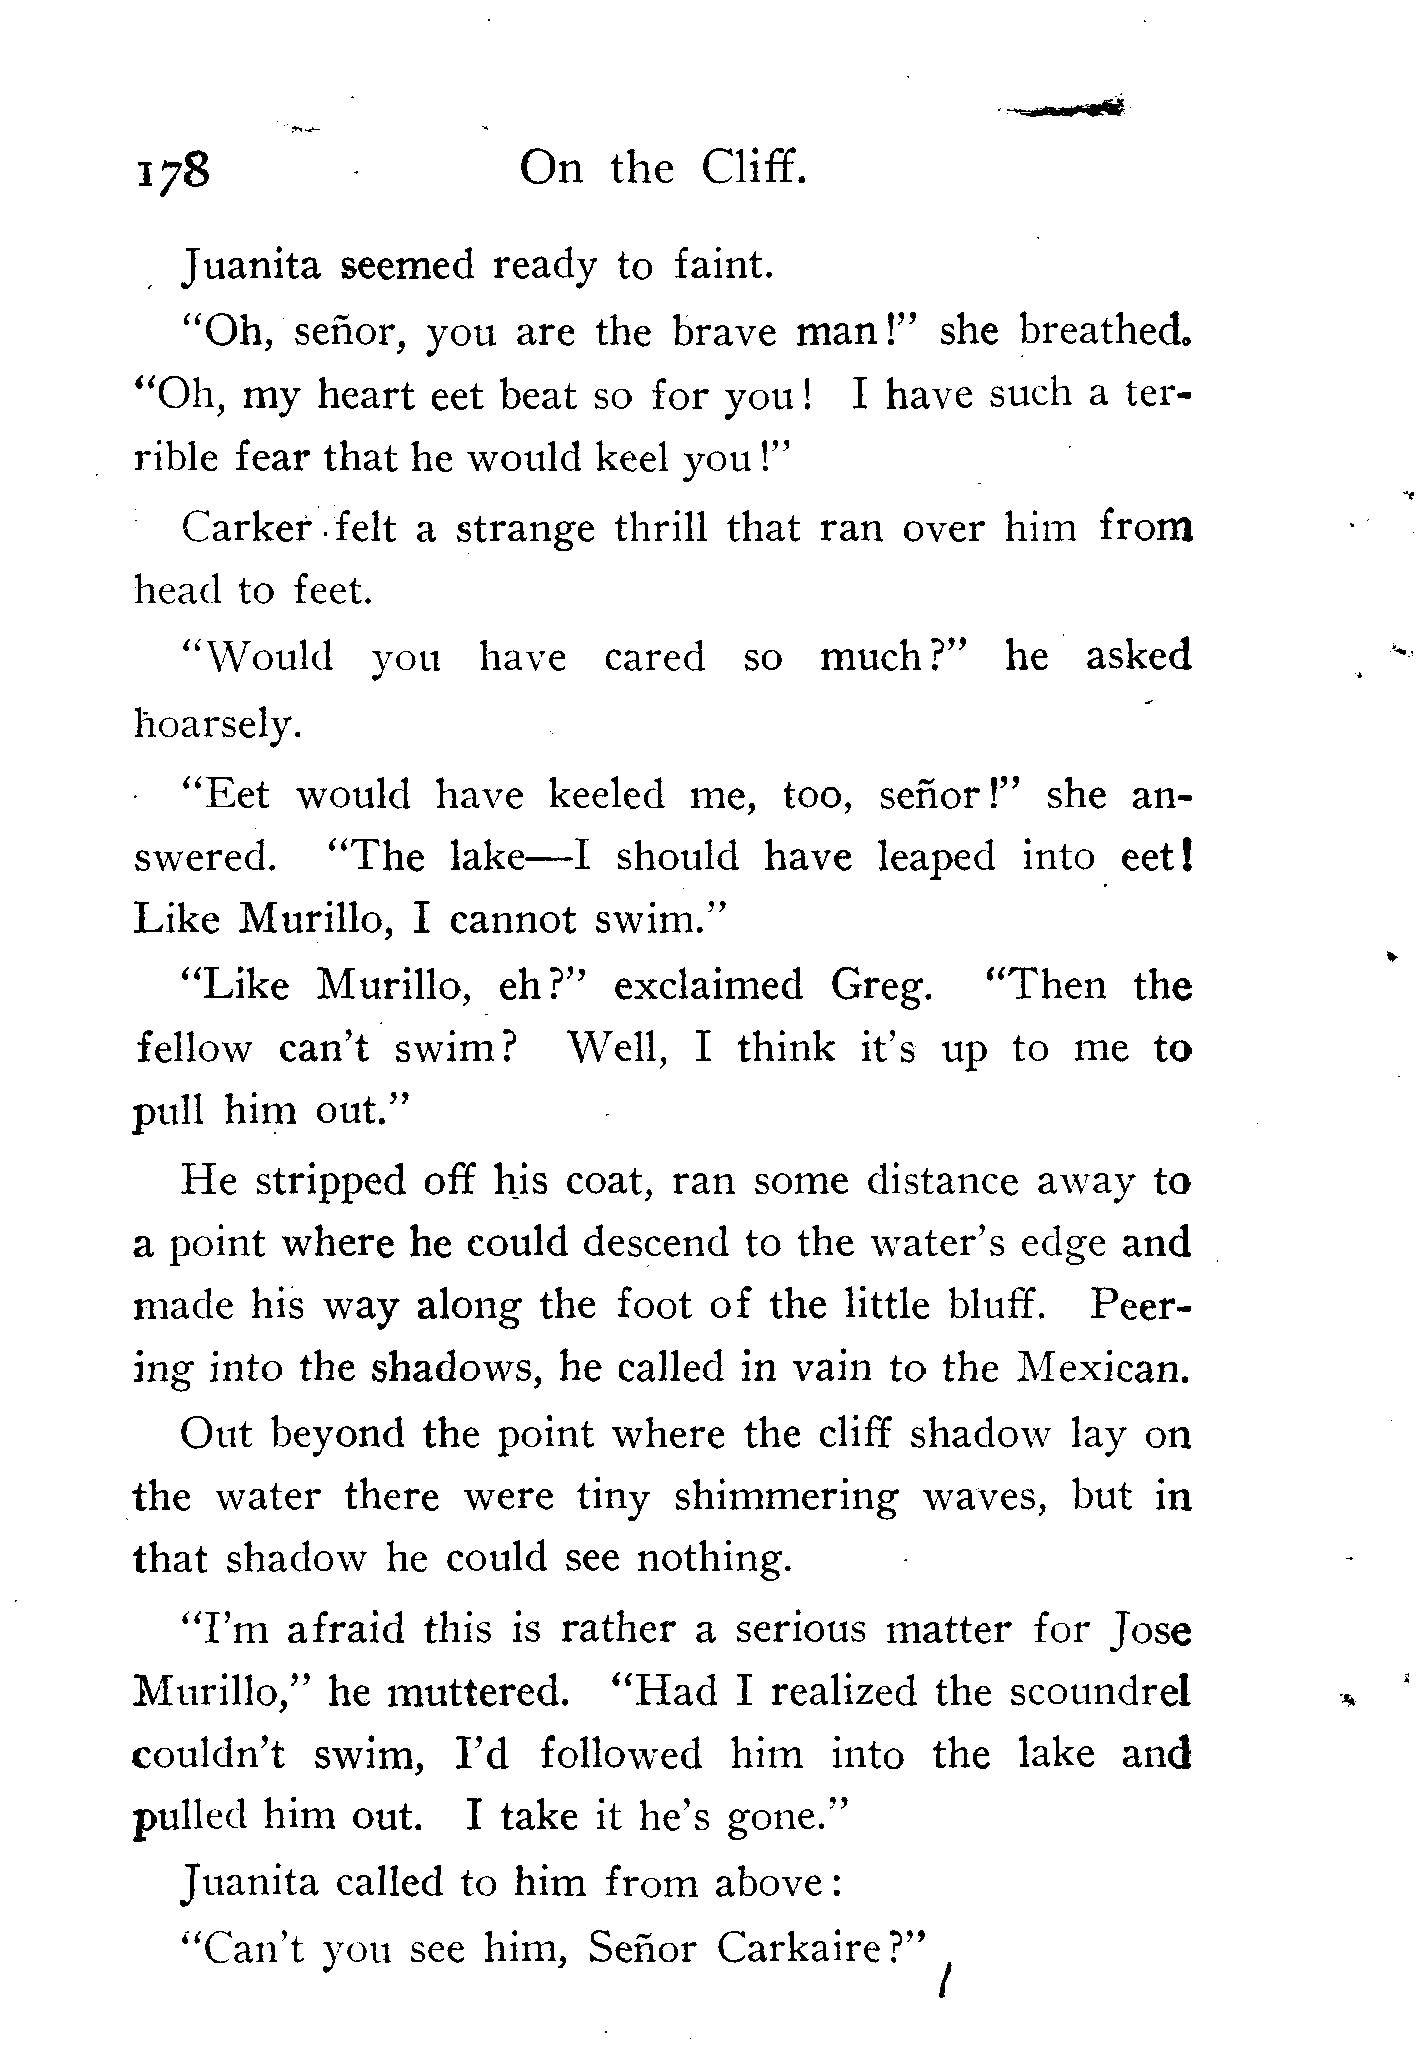 178 On the Cliff.
Juanita seemed ready to faint.
“Oh, señor, you are the brave man!” she breathed.
“Oh, my heart eet beat so for you! I have such a ter-
rible fear that he would keel you!”
Carker felt a strange thrill that ran over him from
head to feet.
“Would you have cared so much?” he asked
hoarsely.
“Eet would have keeled me, too, señor!” she an-
swered. “The lake—I should have leaped into eet!
Like Murillo, I cannot swim.”
“Like Murillo, eh?” exclaimed Greg. “Then the
fellow can’t swim? Well, I think it’s up to me to
pull him out.”
He stripped off his coat, ran some distance away to
a point where he could descend to the water’s edge and
made his way along the foot of the little bluff. Peer-
ing into the shadows, he called in vain to the Mexican.
Out beyond the point where the cliff shadow lay on
the water there were tiny shimmering waves, but in
that shadow he could see nothing.
“I’m afraid this is rather a serious matter for Jose
Murillo,” he muttered. “Had I realized the scoundrel
couldn’t swim, I’d followed him into the lake and
pulled him out. I take it he’s gone.”
Juanita called to him from above:
“Can’t you see him, Señor Carkaire?”